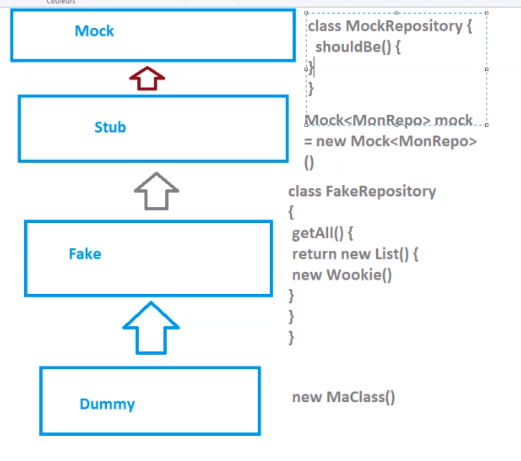 Couleurs
Mock
class MockRepository {
shouldBe() {
}
}
Stub
Mock<MonRepo> mock
= new Mock<MonRepo>
()
class FakeRepository
{
getAll() {
return new List() {
new Wookie()
}
}
}
Fake
Dummy
new MaClass()